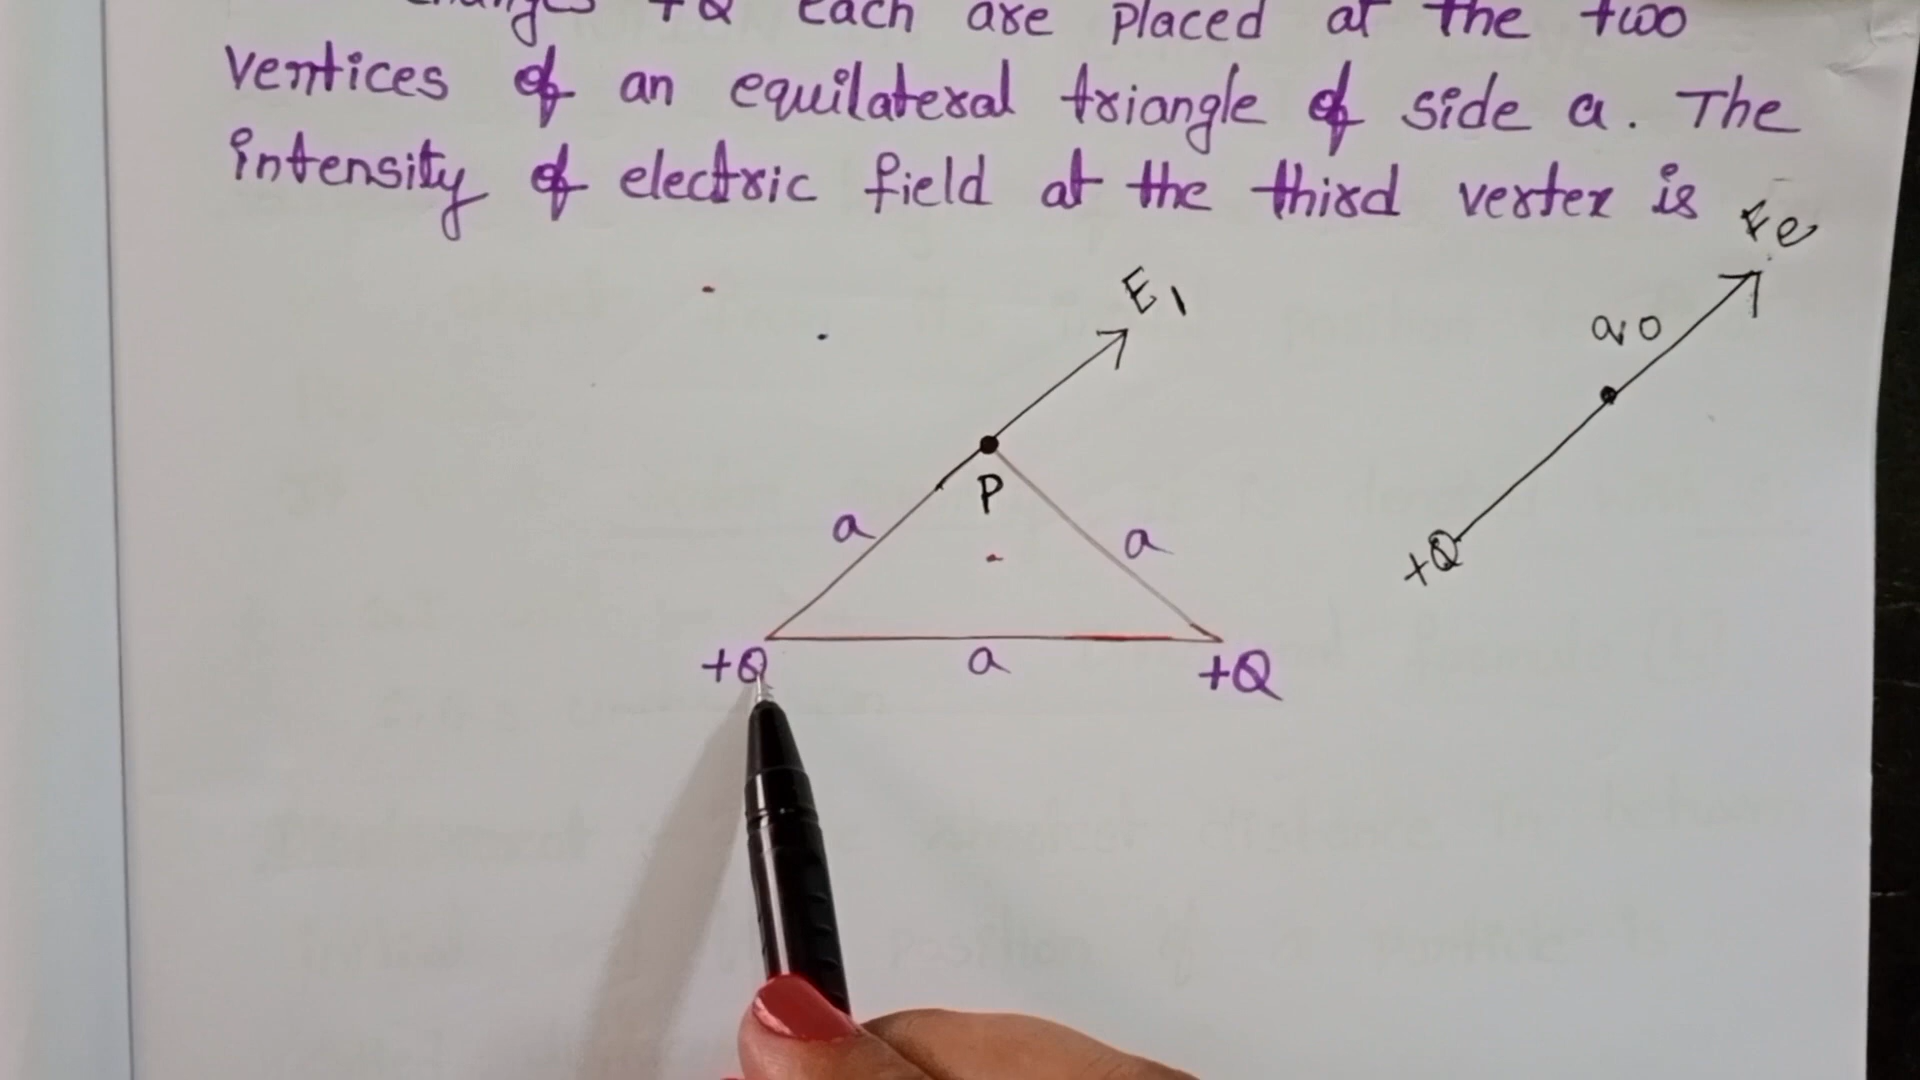 +Q each are placed at the two
vertices of an equilateral triangle of side a. The
intensity of electric field at the third vertex is
Fe
E1
q0
P
a
a
+Q
+Q
a
+Q